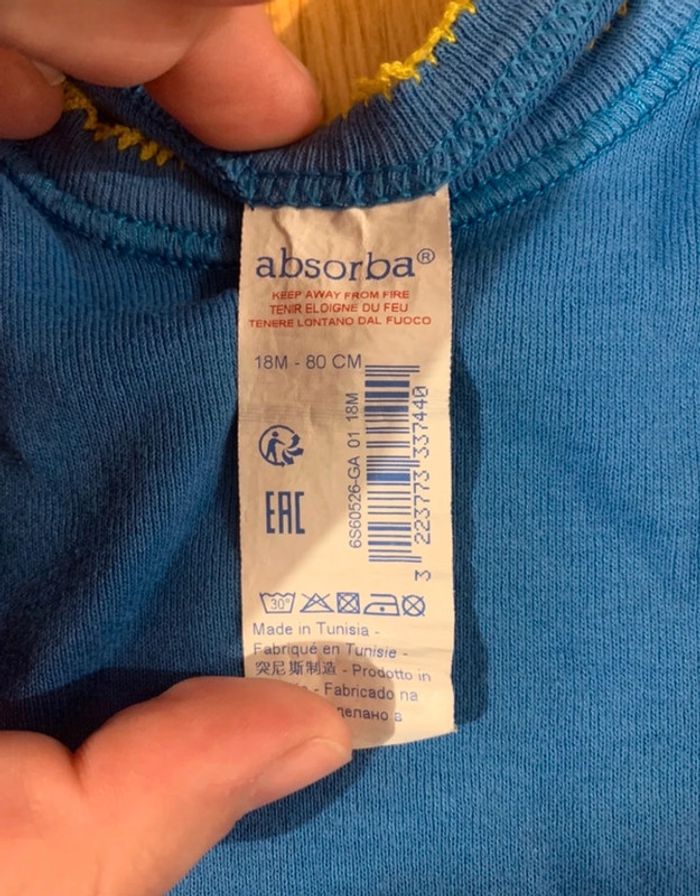 absorba®
KEEP AWAY FROM FIRE
TENIR ELOIGNE DU FEU
TENERE LONTANO DAL FUOCO
18M - 80 CM
6S60526-GA 01 18M
3 223773 337440
EAC
30°
Made in Tunisia -
Fabriqué en Tunisie -
突尼斯制造 - Prodotto in
- Fabricado na
в